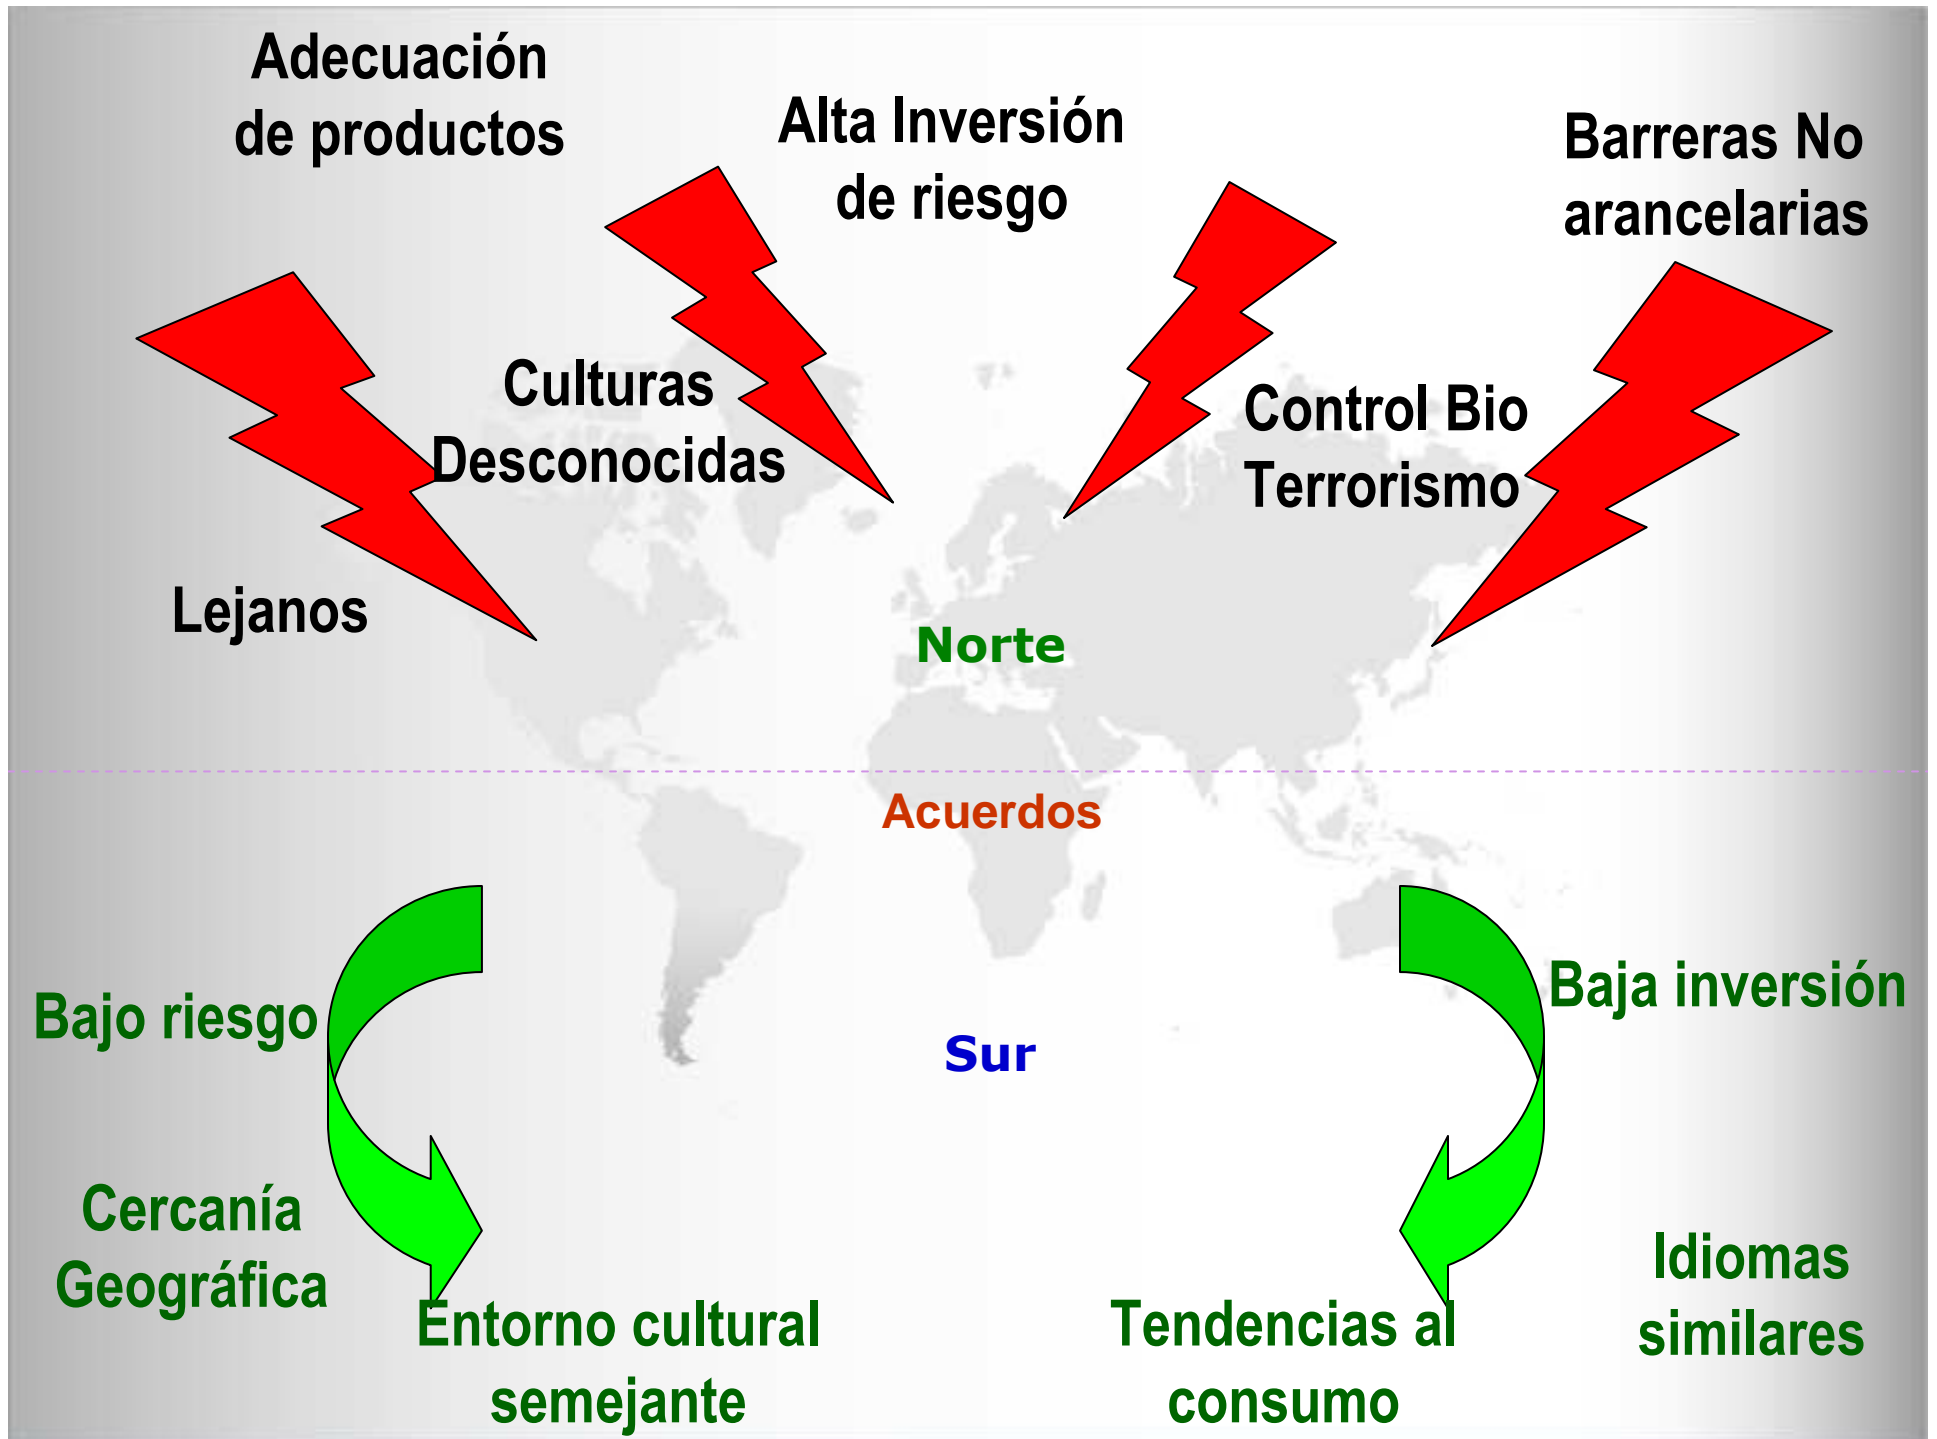 Adecuación
de productos
Alta Inversión
de riesgo
Barreras No
arancelarias
Culturas
Desconocidas
Control Bio
Terrorismo
Lejanos
Norte
Acuerdos
Bajo riesgo
Baja inversión
Sur
Cercanía
Geográfica
Entorno cultural
semejante
Tendencias al
consumo
Idiomas
similares